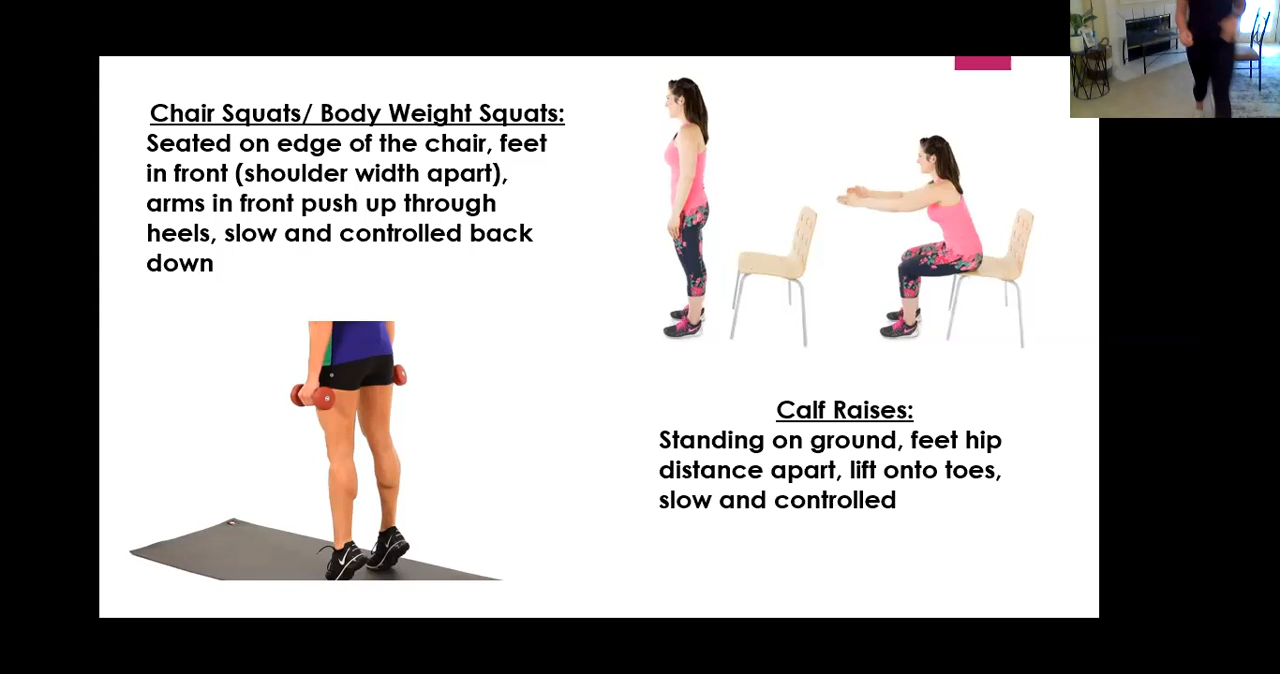 Chair Squats/ Body Weight Squats:
Seated on edge of the chair, feet
in front (shoulder width apart),
arms in front push up through
heels, slow and controlled back
down
Calf Raises:
Standing on ground, feet hip
distance apart, lift onto toes,
slow and controlled